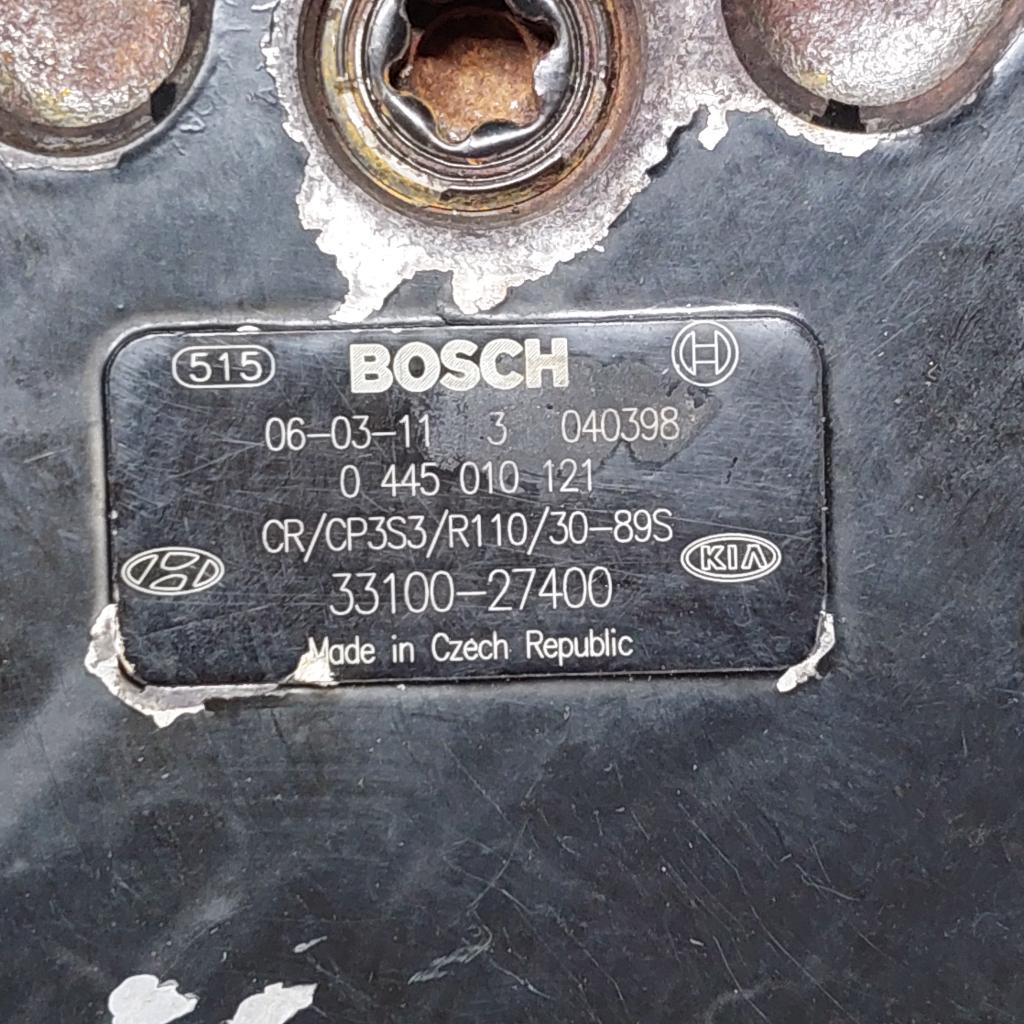 515 BOSCH
06-03-11 3 040398
0 445 010 121
CR/CP3S3/R110/30-89S
KIA
33100-27400
Made in Czech Republic